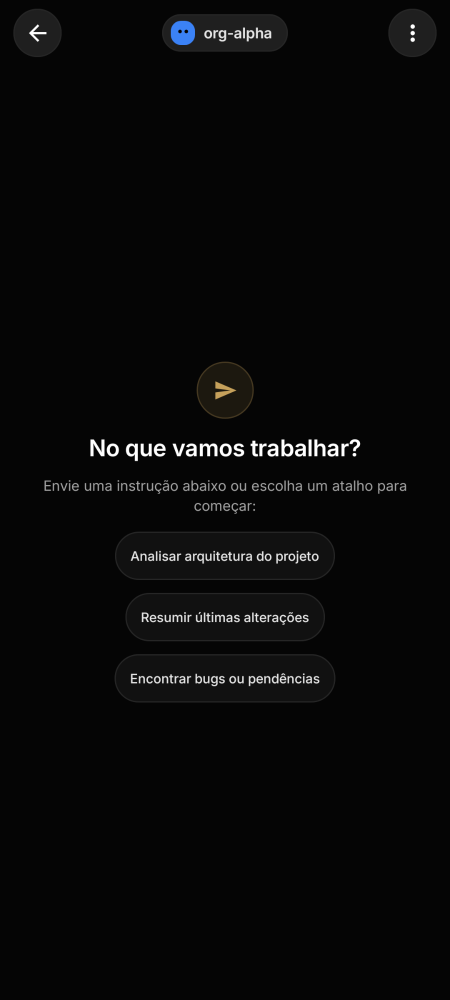 org-alpha
No que vamos trabalhar?
Envie uma instrução abaixo ou escolha um atalho para
começar:
Analisar arquitetura do projeto
Resumir últimas alterações
Encontrar bugs ou pendências